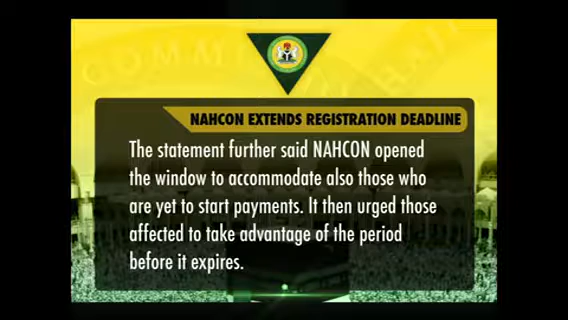 NAHCON EXTENDS REGISTRATION DEADLINE
The statement further said NAHCON opened
the window to accommodate also those who
are yet to start payments. It then urged those
affected to take advantage of the period
before it expires.